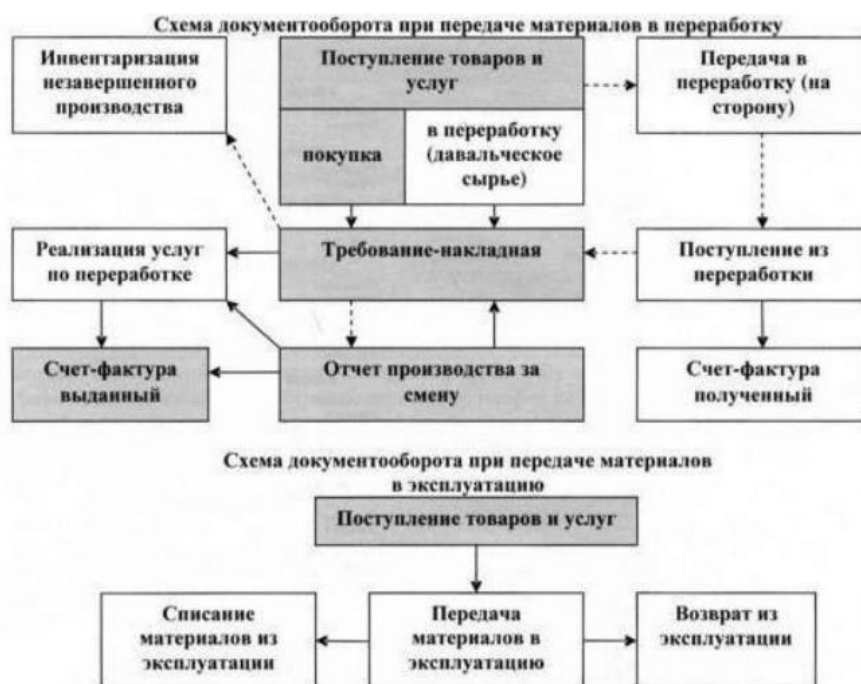 Схема документооборота при передаче материалов в переработку
Инвентаризация
незавершенного
производства
Поступление товаров и
услуг
Передача в
переработку (на
сторону)
покупка
в переработку
(давальческое
сырье)
Реализация услуг
по переработке
Требование-накладная
Поступление из
переработки
Счет-фактура
выданный
Отчет производства за
смену
Счет-фактура
полученный
Схема документооборота при передаче материалов
в эксплуатацию
Поступление товаров и услуг
Списание
материалов из
эксплуатации
Передача
материалов в
эксплуатацию
Возврат из
эксплуатации